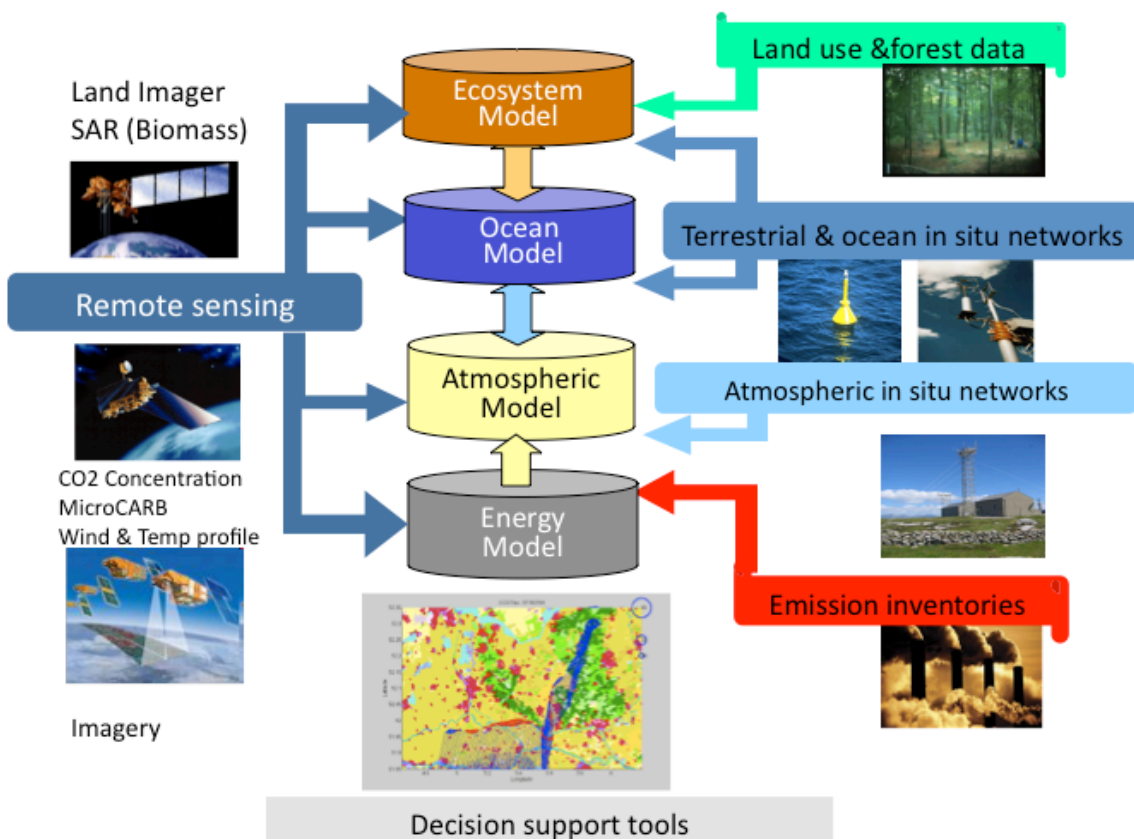 Land use &forest data
Land Imager
SAR (Biomass)
Ecosystem
Model
Ocean
Model
Terrestrial & ocean in situ networks
Remote sensing
Atmospheric
Model
Atmospheric in situ networks
CO2 Concentration
MicroCARB
Wind & Temp profile
Energy
Model
Emission inventories
Imagery
Decision support tools